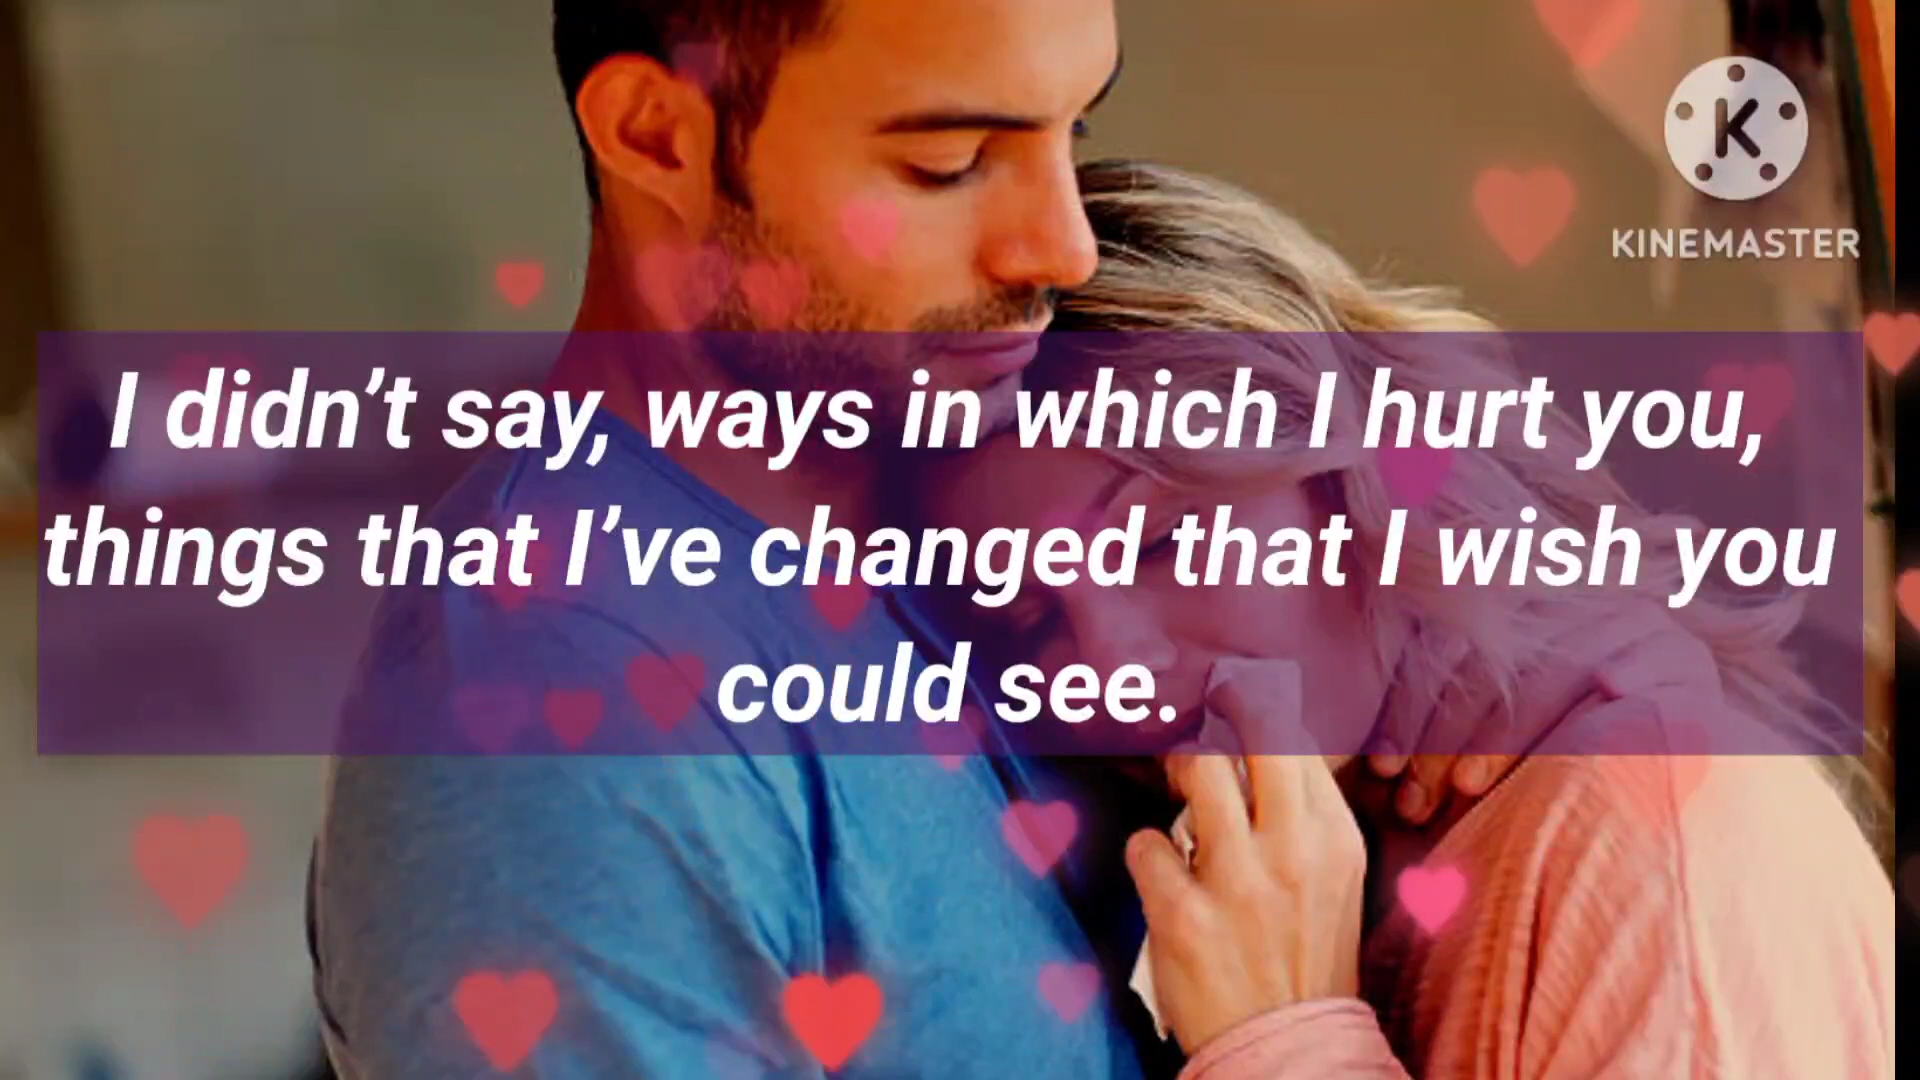 KINEMASTER
I didn’t say, ways in which I hurt you,
things that I’ve changed that I wish you
could see.